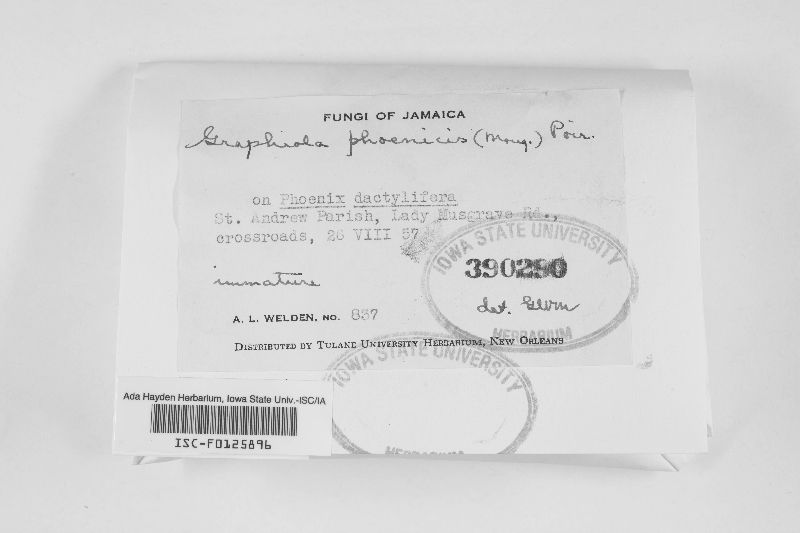 FUNGI OF JAMAICA
Graphiola phoenicis (Moug.) Poir.
on Phoenix dactylifera
St. Andrew Parish, Lady Musgrave Rd.,
crossroads, 26 VIII 57
immature
A. L. WELDEN, NO. 837
DISTRIBUTED BY TULANE UNIVERSITY HERBARIUM, NEW ORLEANS
IOWA STATE UNIVERSITY
390290
det.
HERBARIUM
IOWA STATE UNIVERSITY
HERBARIUM
Ada Hayden Herbarium, Iowa State Univ.-ISC/IA
ISC-F0125896